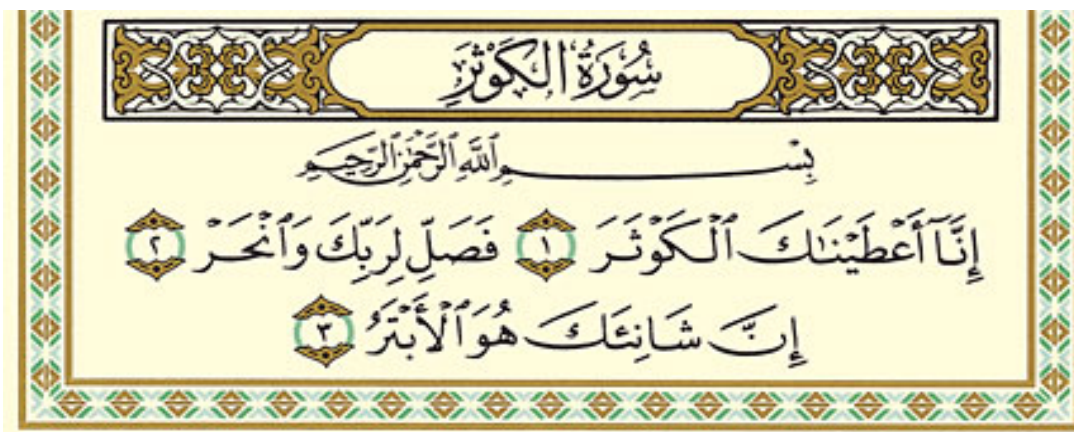 سُورَةُ الكَوْثَرِ
بِسْمِ ٱللَّهِ ٱلرَّحْمَٰنِ ٱلرَّحِيمِ
إِنَّآ أَعْطَيْنَٰكَ ٱلْكَوْثَرَ ١ فَصَلِّ لِرَبِّكَ وَٱنْحَرْ ٢
إِنَّ شَانِئَكَ هُوَ ٱلْأَبْتَرُ ٣